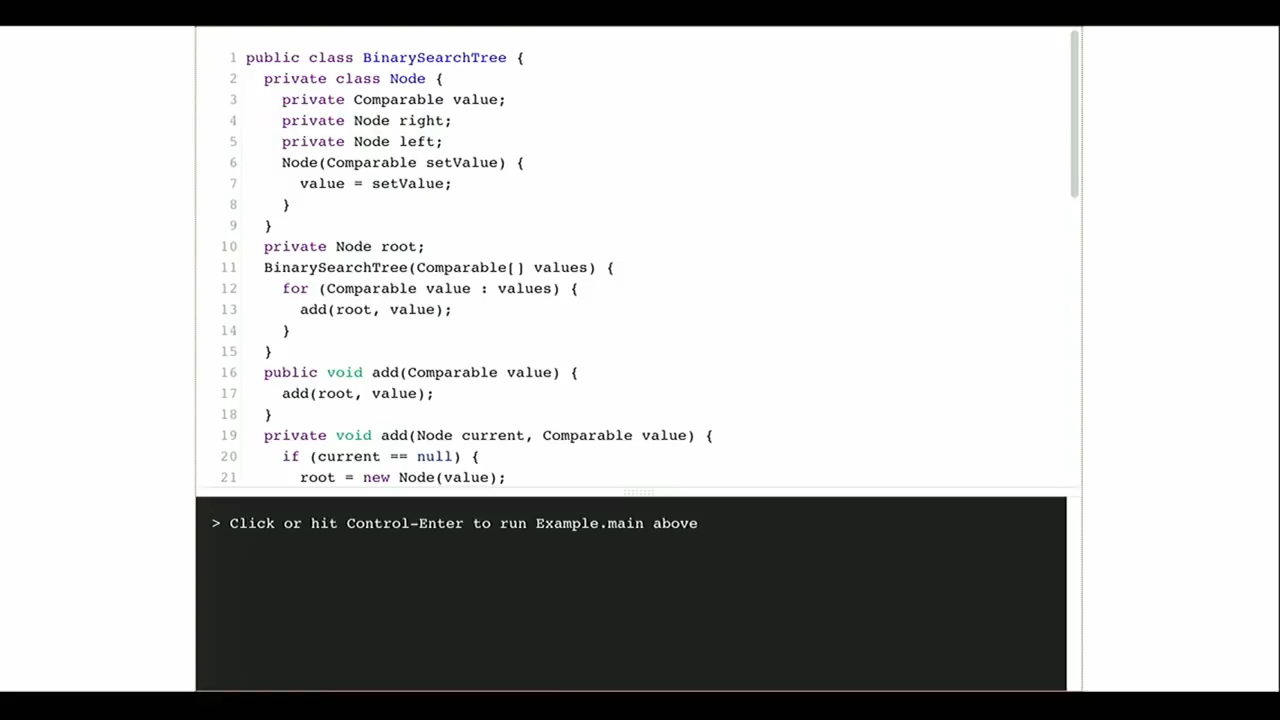 1 public class BinarySearchTree {
2 private class Node {
3 private Comparable value;
4 private Node right;
5 private Node left;
6 Node(Comparable setValue) {
7 value = setValue;
8 }
9 }
10 private Node root;
11 BinarySearchTree(Comparable[] values) {
12 for (Comparable value : values) {
13 add(root, value);
14 }
15 }
16 public void add(Comparable value) {
17 add(root, value);
18 }
19 private void add(Node current, Comparable value) {
20 if (current == null) {
21 root = new Node(value);
> Click or hit Control-Enter to run Example.main above